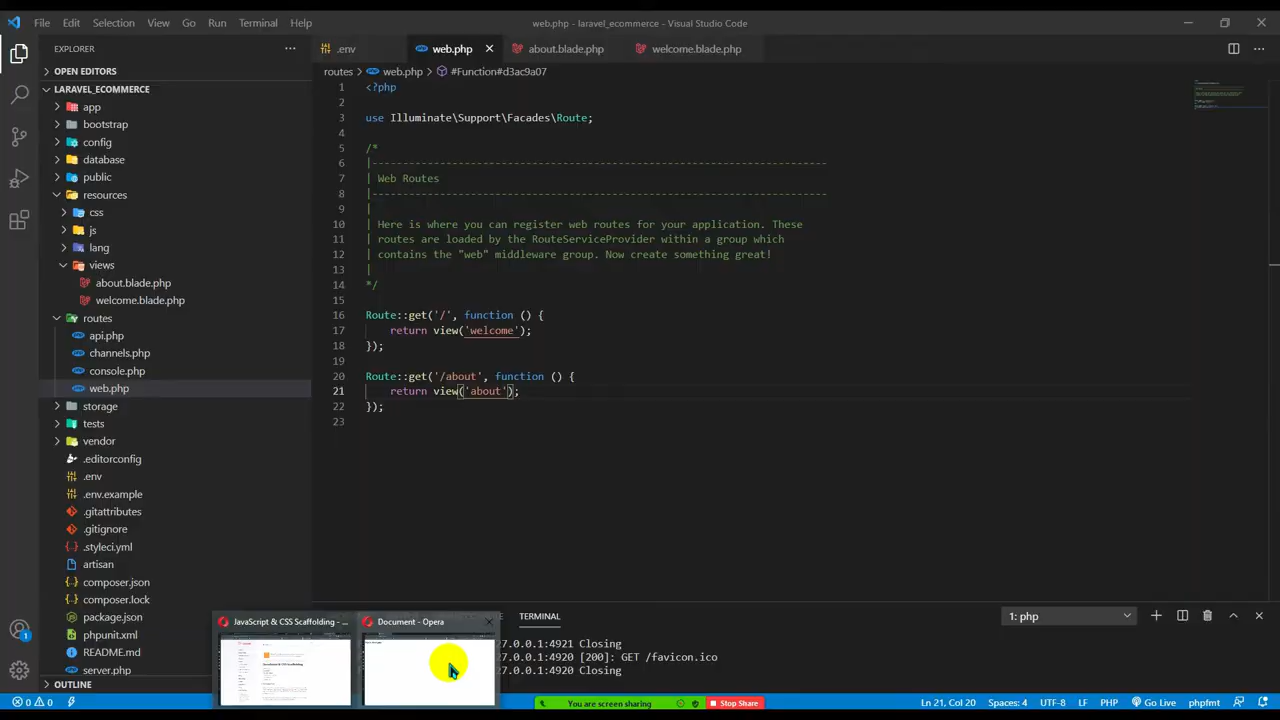 File Edit Selection View Go Run Terminal Help
web.php - laravel_ecommerce - Visual Studio Code
EXPLORER
.env
web.php
about.blade.php
welcome.blade.php
OPEN EDITORS
LARAVEL_ECOMMERCE
app
bootstrap
config
database
public
resources
css
js
lang
views
about.blade.php
welcome.blade.php
routes
api.php
channels.php
console.php
web.php
storage
tests
vendor
.editorconfig
.env
.env.example
.gitattributes
.gitignore
.styleci.yml
artisan
composer.json
composer.lock
package.json
phpunit.xml
README.md
routes > web.php > #Function#d3ac9a07
1 <?php
2
3 use Illuminate\Support\Facades\Route;
4
5 /*
6 |--------------------------------------------------------------------------
7 | Web Routes
8 |--------------------------------------------------------------------------
9 |
10 | Here is where you can register web routes for your application. These
11 | routes are loaded by the RouteServiceProvider within a group which
12 | contains the "web" middleware group. Now create something great!
13 |
14 */
15
16 Route::get('/', function () {
17 return view('welcome');
18 });
19
20 Route::get('/about', function () {
21 return view('about');
22 });
23
TERMINAL
1: php
JavaScript & CSS Scaffolding - ...
Document - Opera
Closing
You are screen sharing
Stop Share
0 0
Ln 21, Col 20 Spaces: 4 UTF-8 LF PHP Go Live phpfmt